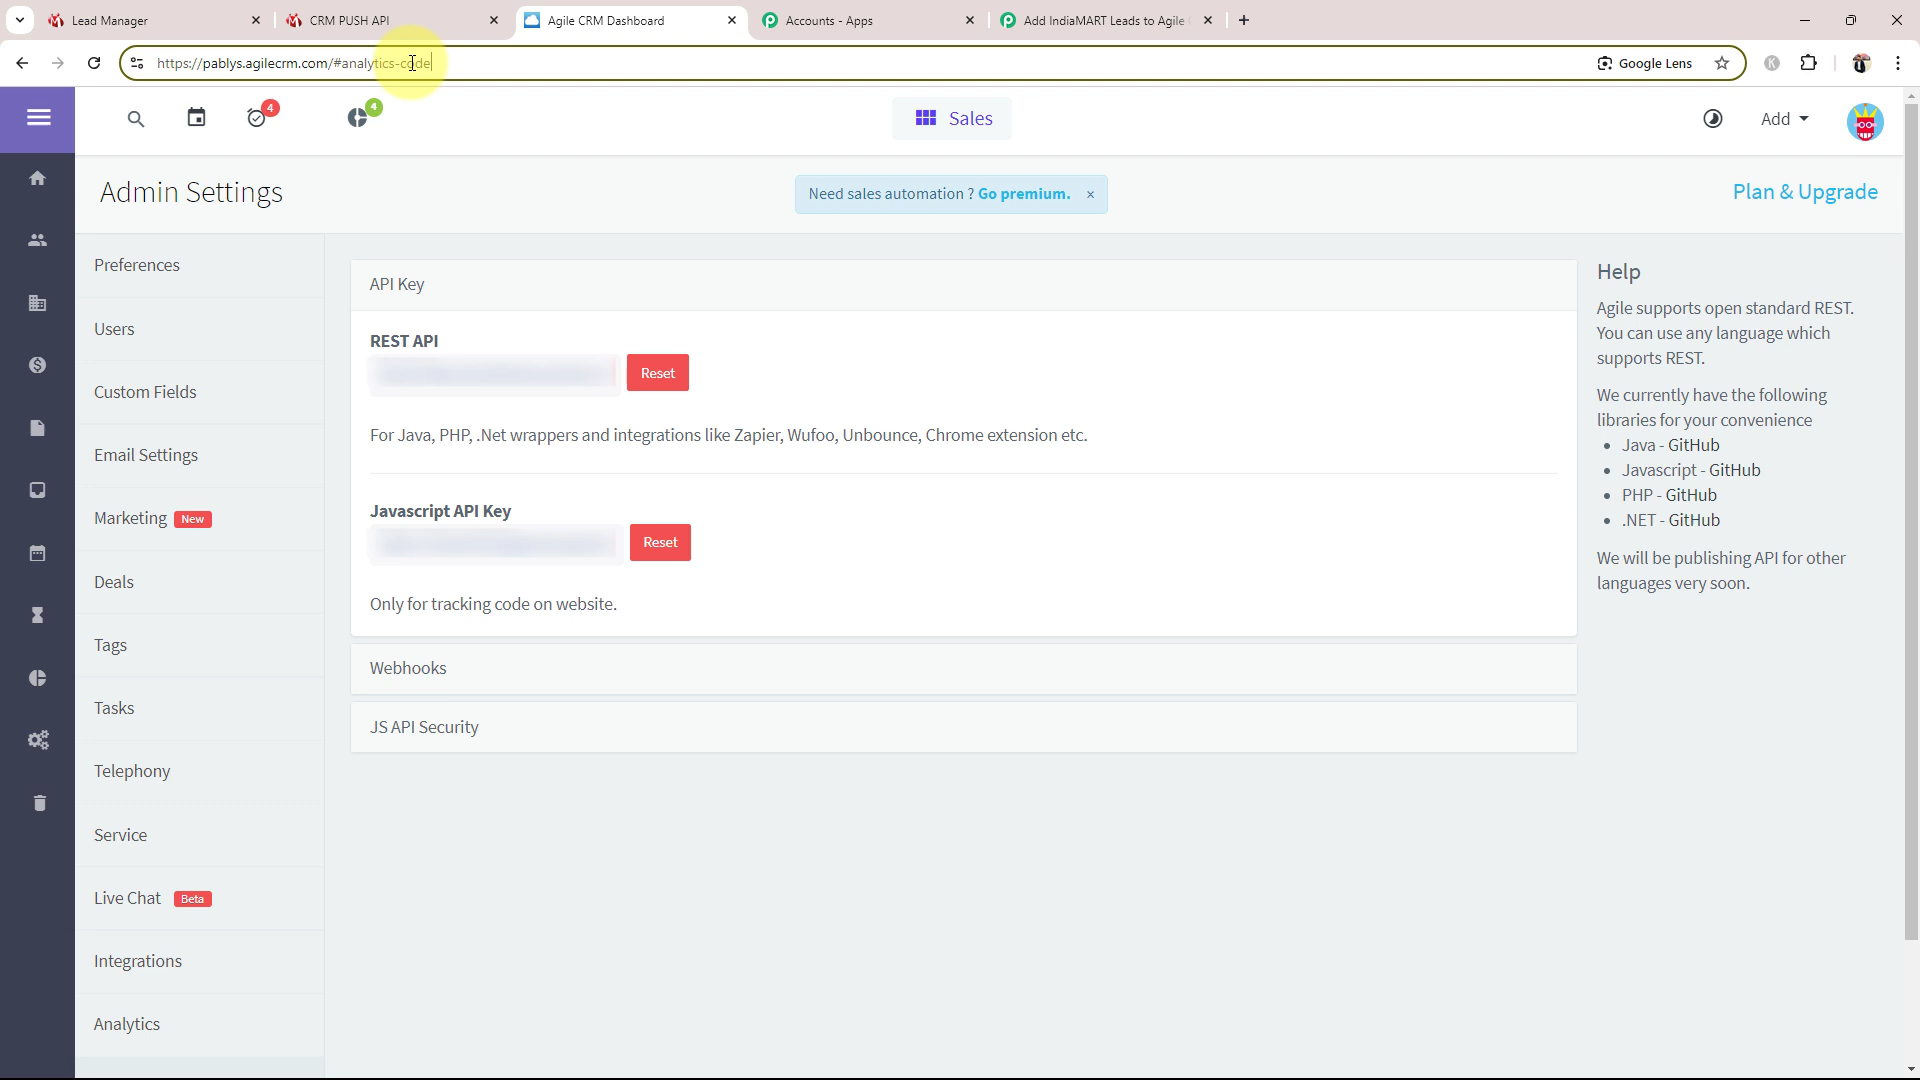 Lead Manager
CRM PUSH API
Agile CRM Dashboard
Accounts - Apps
Add IndiaMART Leads to Agile
https://pablys.agilecrm.com/#analytics-code
Google Lens
4
4
Sales
Add
Admin Settings
Need sales automation ? Go premium. ×
Plan & Upgrade
Preferences
Users
Custom Fields
Email Settings
Marketing New
Deals
Tags
Tasks
Telephony
Service
Live Chat Beta
Integrations
Analytics
API Key
REST API
Reset
For Java, PHP, .Net wrappers and integrations like Zapier, Wufoo, Unbounce, Chrome extension etc.
Javascript API Key
Reset
Only for tracking code on website.
Webhooks
JS API Security
Help
Agile supports open standard REST.
You can use any language which
supports REST.
We currently have the following
libraries for your convenience
• Java - GitHub
• Javascript - GitHub
• PHP - GitHub
• .NET - GitHub
We will be publishing API for other
languages very soon.